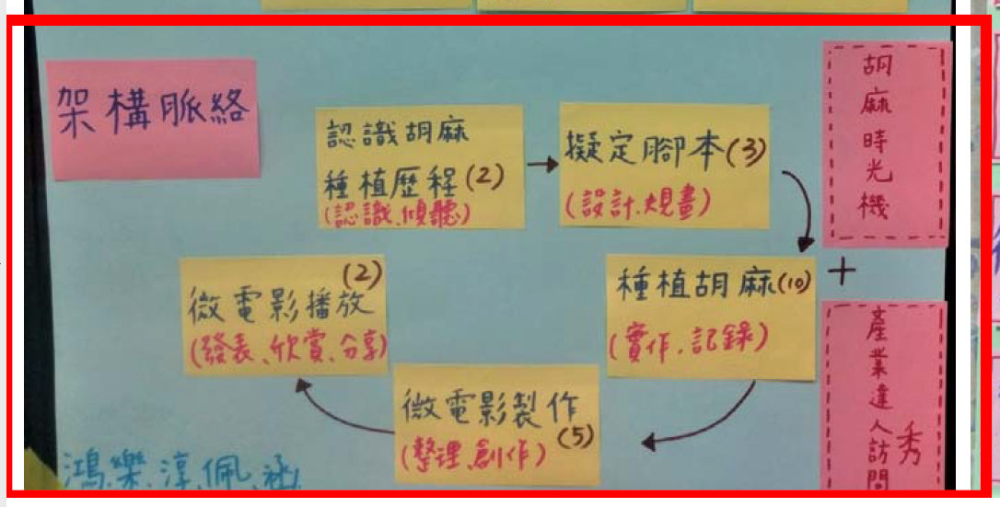 架構脈絡
認識胡麻
種植歷程(2)
(認識、傾聽)
擬定腳本(3)
(設計.規畫)
胡麻時光機
種植胡麻(10)
(實作.記錄)
+
產業達人訪問
秀
微電影製作
(5)
(整理.創作)
(2)
微電影播放
(發表、欣賞、分享)
鴻.樂.淳.佩.涵